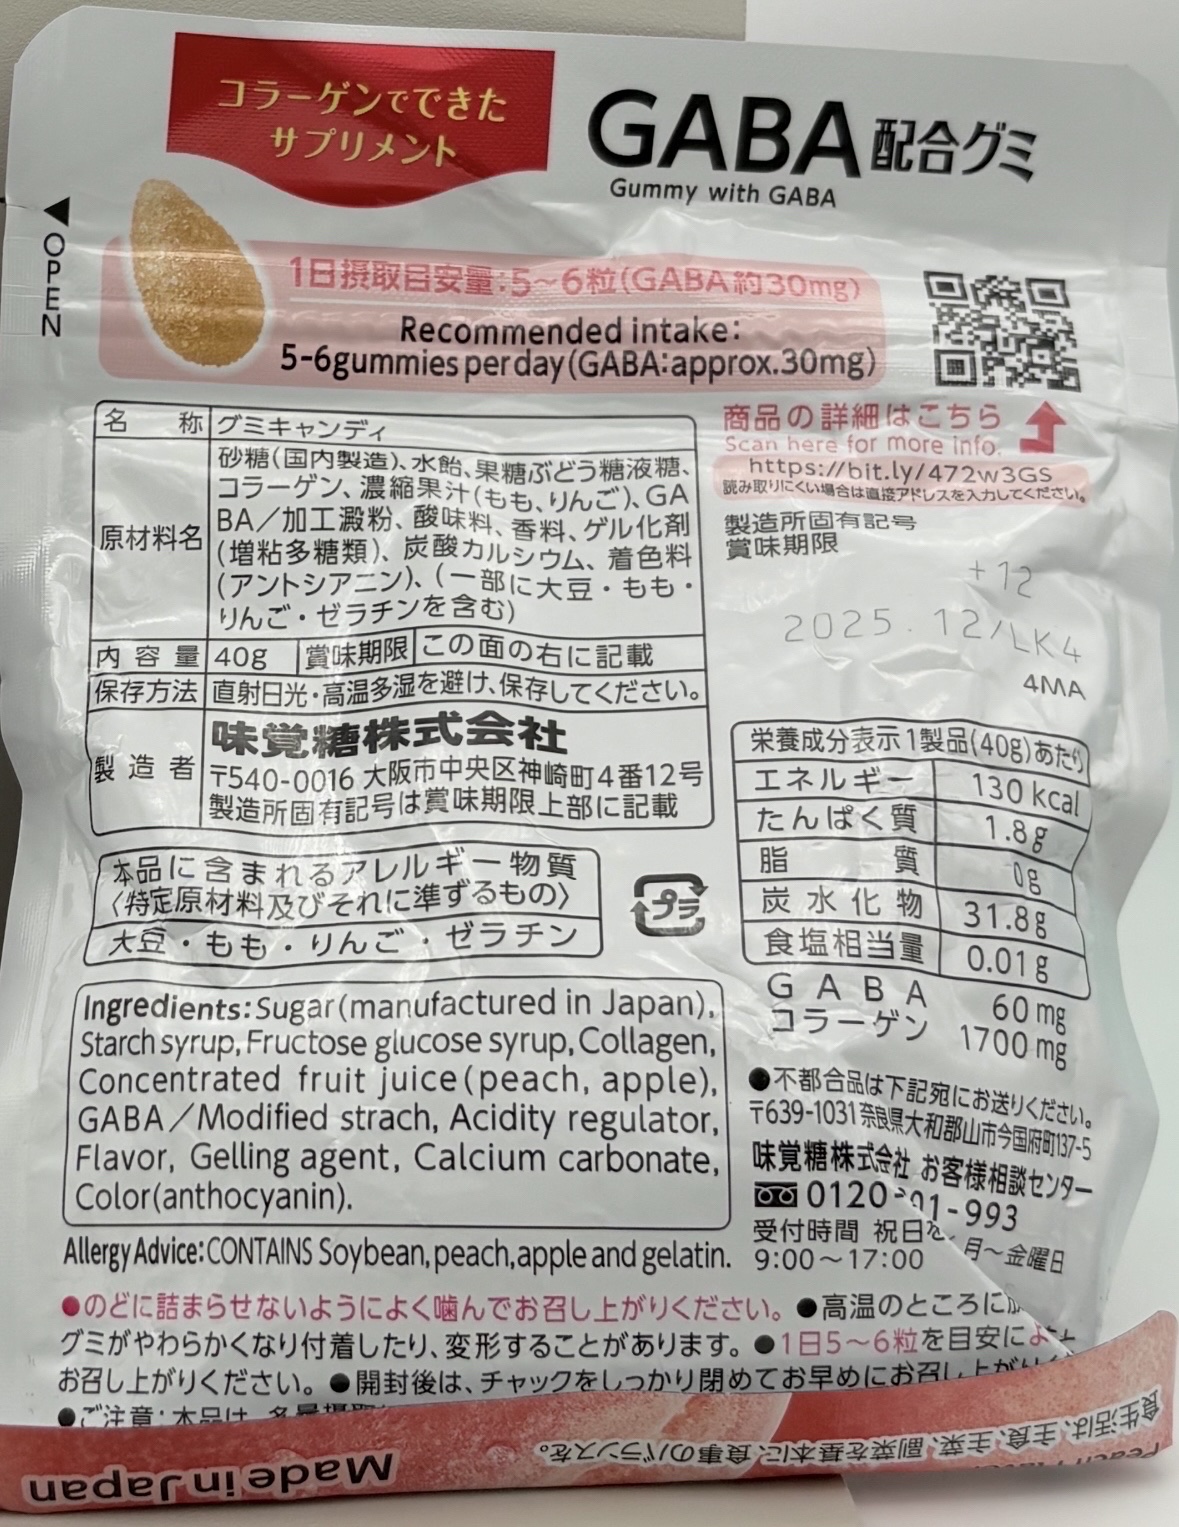 コラーゲンでできた
サプリメント
GABA配合グミ
Gummy with GABA
◀OPEN
1日摂取目安量:5〜6粒(GABA約30mg)
Recommended intake:
5-6gummies per day(GABA:approx.30mg)
商品の詳細はこちら
Scan here for more info.
https://bit.ly/472w3GS
読み取りにくい場合は直接アドレスを入力してください。
製造所固有記号
賞味期限
+12
2025.12/LK4
4MA
名称 グミキャンディ
原材料名
砂糖(国内製造)、水飴、果糖ぶどう糖液糖、
コラーゲン、濃縮果汁(もも、りんご)、GA
BA/加工澱粉、酸味料、香料、ゲル化剤
(増粘多糖類)、炭酸カルシウム、着色料
(アントシアニン)、(一部に大豆・もも・
りんご・ゼラチンを含む)
内容量 40g 賞味期限 この面の右に記載
保存方法 直射日光・高温多湿を避け、保存してください。
製造者
味覚糖株式会社
〒540-0016 大阪市中央区神崎町4番12号
製造所固有記号は賞味期限上部に記載
本品に含まれるアレルギー物質
〈特定原材料及びそれに準ずるもの〉
大豆・もも・りんご・ゼラチン
プラ
栄養成分表示1製品(40g)あたり
エネルギー 130 kcal
たんぱく質 1.8g
脂質 0g
炭水化物 31.8g
食塩相当量 0.01g
GABA 60mg
コラーゲン 1700mg
Ingredients:Sugar(manufactured in Japan),
Starch syrup, Fructose glucose syrup, Collagen,
Concentrated fruit juice(peach, apple),
GABA/Modified strach, Acidity regulator,
Flavor, Gelling agent, Calcium carbonate,
Color(anthocyanin).
Allergy Advice:CONTAINS Soybean, peach, apple and gelatin.
●不都合品は下記宛にお送りください。
〒639-1031 奈良県大和郡山市今国府町137-5
味覚糖株式会社 お客様相談センター
0120-01-993
受付時間 祝日を 月〜金曜日
9:00〜17:00
●のどに詰まらせないようによく噛んでお召し上がりください。●高温のところに
グミがやわらかくなり付着したり、変形することがあります。●1日5〜6粒を目安に
お召し上がりください。●開封後は、チャックをしっかり閉めてお早めにお召し上がり
●ご注意:本品は、多量摂取
食生活は、主食、主菜、副菜を基本に、食事のバランスを。
Made in Japan